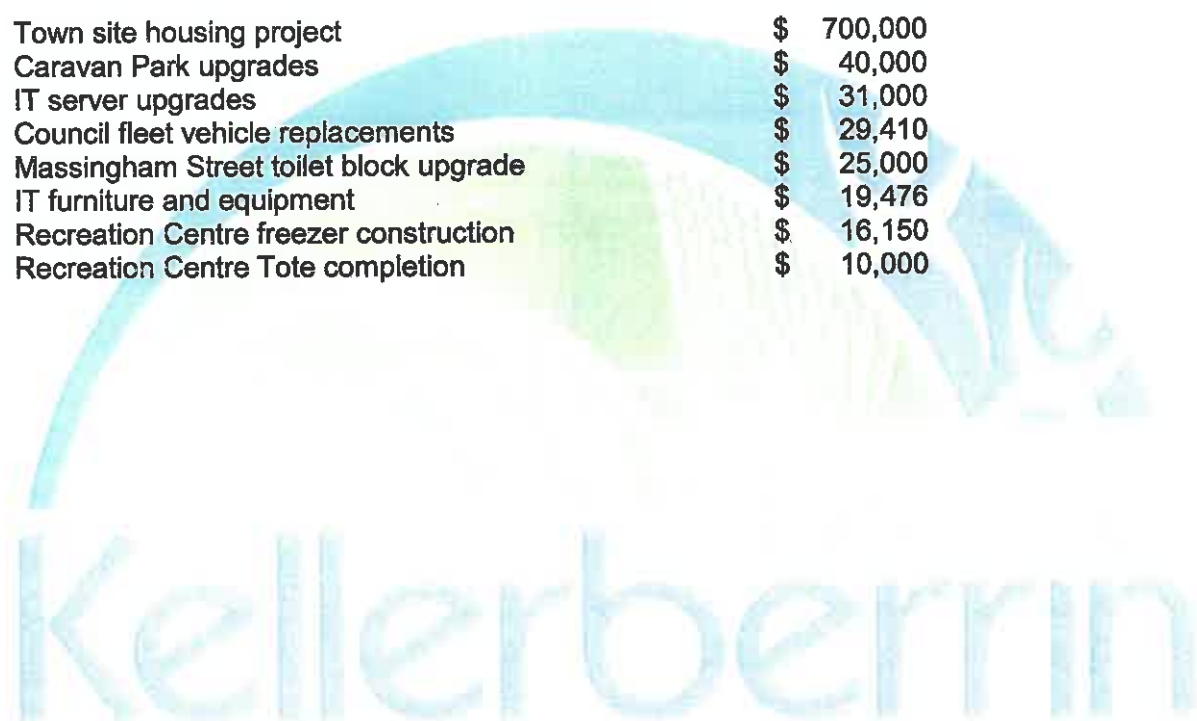 Town site housing project $ 700,000
Caravan Park upgrades $ 40,000
IT server upgrades $ 31,000
Council fleet vehicle replacements $ 29,410
Massingham Street toilet block upgrade $ 25,000
IT furniture and equipment $ 19,476
Recreation Centre freezer construction $ 16,150
Recreation Centre Tote completion $ 10,000
Kellerberrin